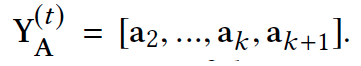 Y_A^{(t)} = [a_2, ..., a_k, a_{k+1}].